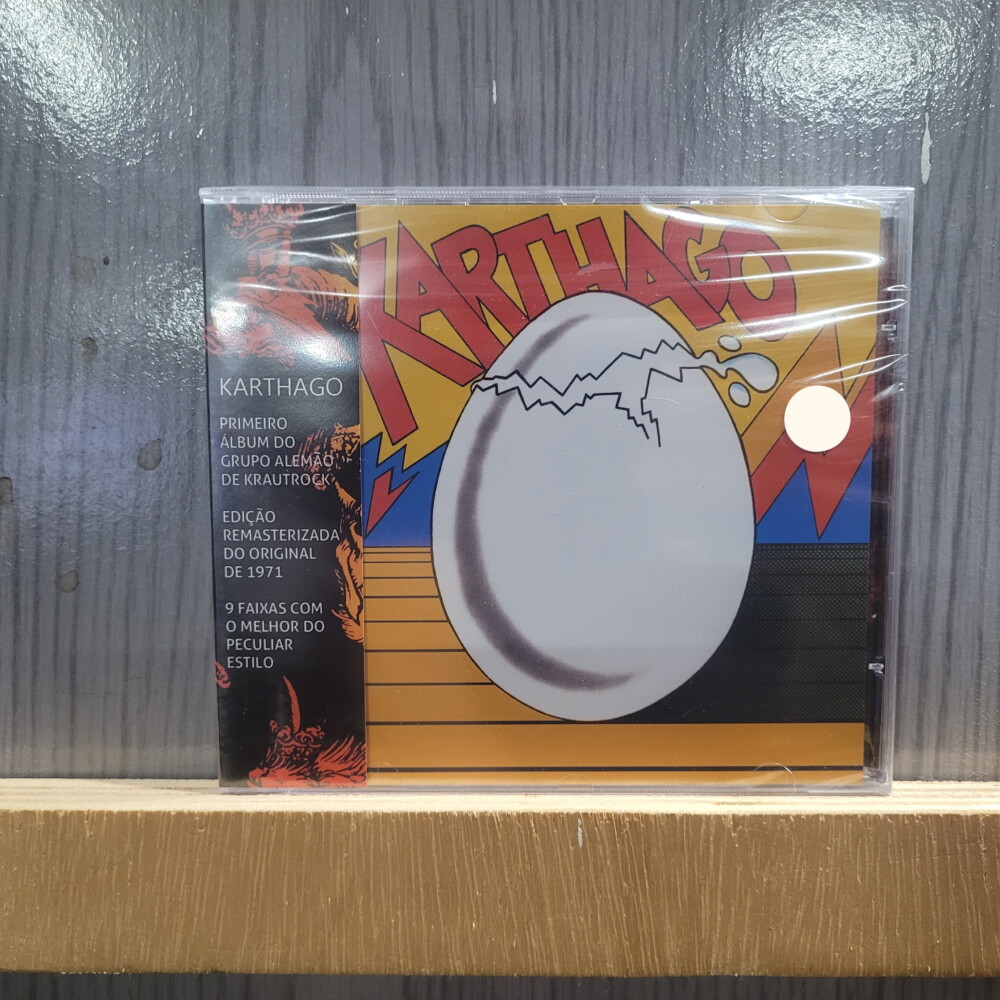 KARTHAGO
KARTHAGO
PRIMEIRO
ÁLBUM DO
GRUPO ALEMÃO
DE KRAUTROCK
EDIÇÃO
REMASTERIZADA
DO ORIGINAL
DE 1971
9 FAIXAS COM
O MELHOR DO
PECULIAR
ESTILO